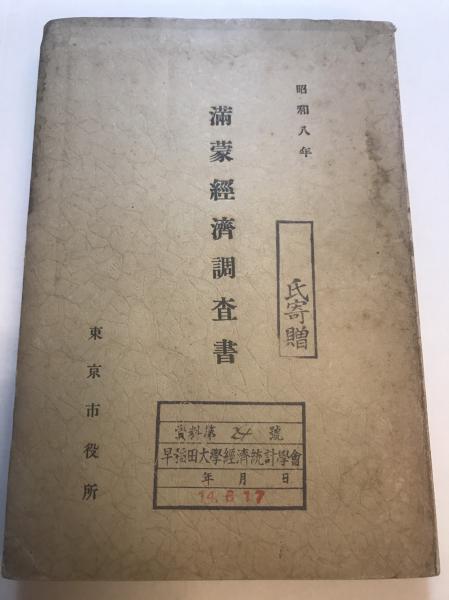 昭和八年
滿蒙經濟調査書
東京市役所
氏寄贈
資料第24號
早稲田大學經濟統計學會
年月日
14.6.17